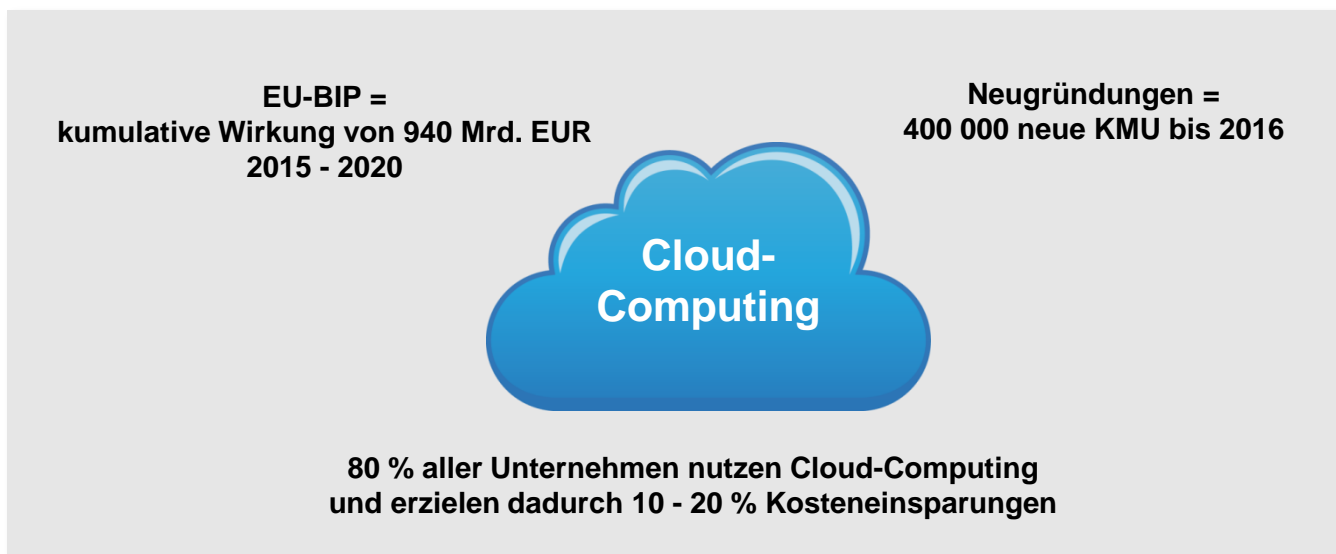 EU-BIP =
kumulative Wirkung von 940 Mrd. EUR
2015 - 2020
Neugründungen =
400 000 neue KMU bis 2016
Cloud-
Computing
80 % aller Unternehmen nutzen Cloud-Computing
und erzielen dadurch 10 - 20 % Kosteneinsparungen